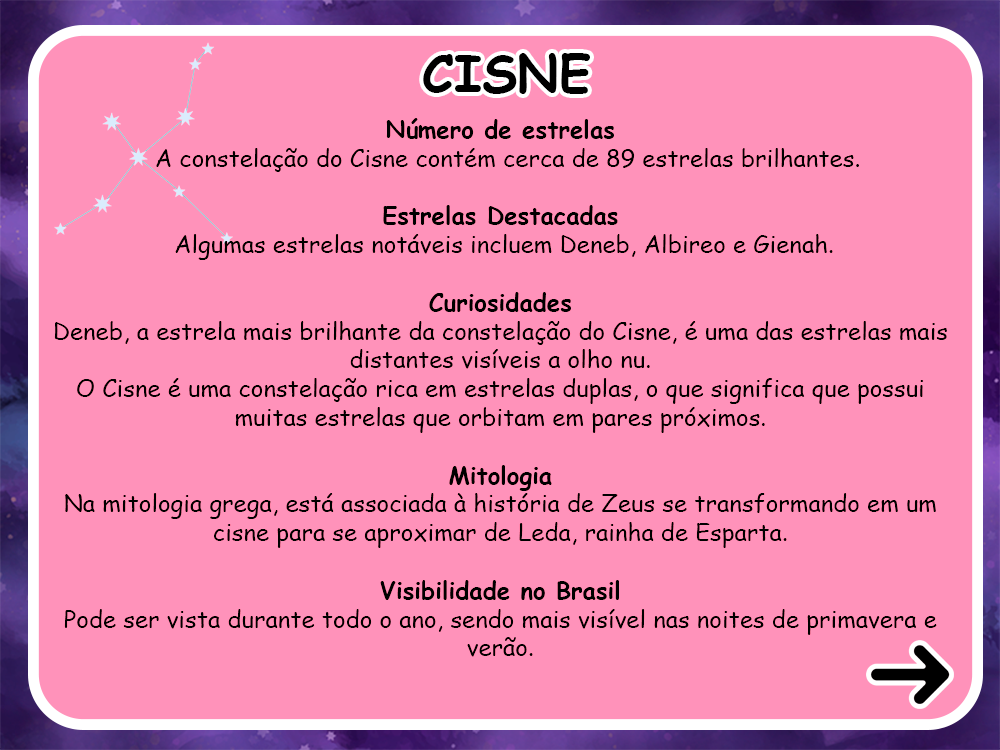 CISNE
Número de estrelas
A constelação do Cisne contém cerca de 89 estrelas brilhantes.
Estrelas Destacadas
Algumas estrelas notáveis incluem Deneb, Albireo e Gienah.
Curiosidades
Deneb, a estrela mais brilhante da constelação do Cisne, é uma das estrelas mais
distantes visíveis a olho nu.
O Cisne é uma constelação rica em estrelas duplas, o que significa que possui
muitas estrelas que orbitam em pares próximos.
Mitologia
Na mitologia grega, está associada à história de Zeus se transformando em um
cisne para se aproximar de Leda, rainha de Esparta.
Visibilidade no Brasil
Pode ser vista durante todo o ano, sendo mais visível nas noites de primavera e
verão.